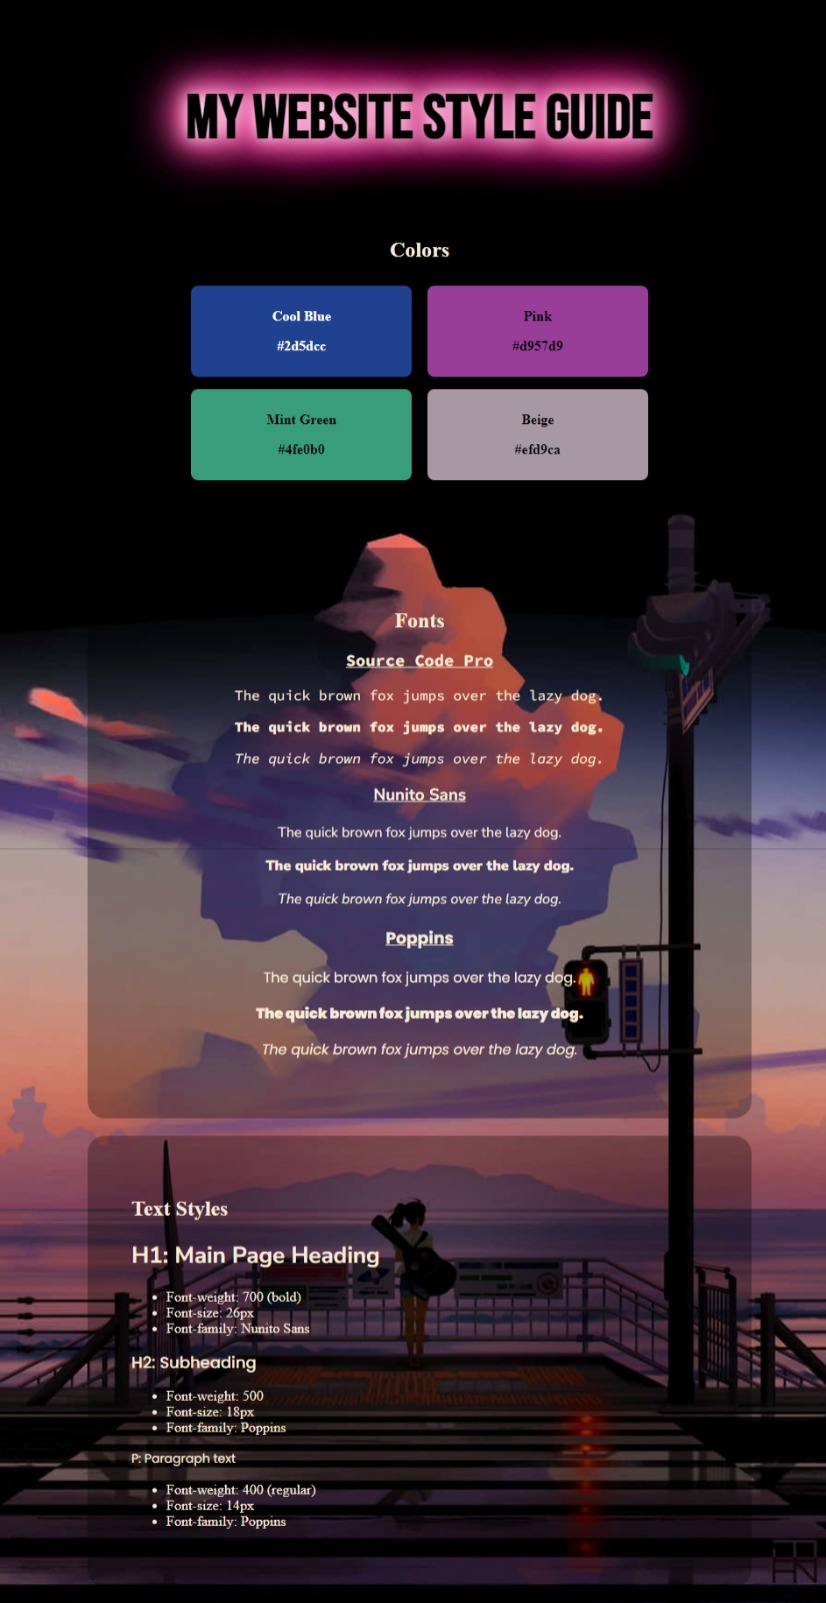 MY WEBSITE STYLE GUIDE
Colors
Cool Blue
#2d5dcc
Pink
#d957d9
Mint Green
#4fe0b0
Beige
#efd9ca
Fonts
Source Code Pro
The quick brown fox jumps over the lazy dog.
The quick brown fox jumps over the lazy dog.
The quick brown fox jumps over the lazy dog.
Nunito Sans
The quick brown fox jumps over the lazy dog.
The quick brown fox jumps over the lazy dog.
The quick brown fox jumps over the lazy dog.
Poppins
The quick brown fox jumps over the lazy dog.
The quick brown fox jumps over the lazy dog.
The quick brown fox jumps over the lazy dog.
Text Styles
H1: Main Page Heading
• Font-weight: 700 (bold)
• Font-size: 26px
• Font-family: Nunito Sans
H2: Subheading
• Font-weight: 500
• Font-size: 18px
• Font-family: Poppins
P: Paragraph text
• Font-weight: 400 (regular)
• Font-size: 14px
• Font-family: Poppins